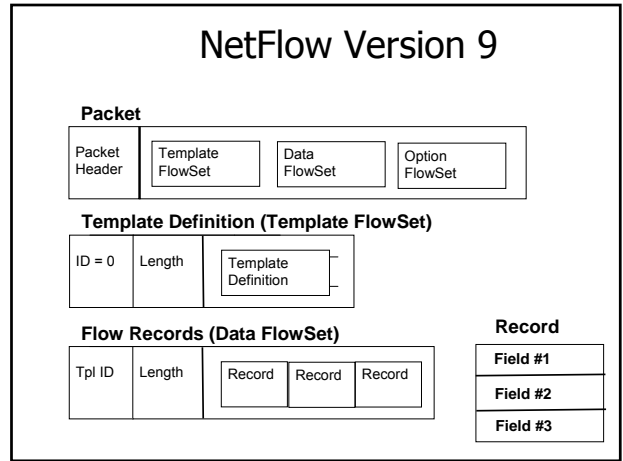 NetFlow Version 9
Packet
Packet Header
Template FlowSet
Data FlowSet
Option FlowSet
Template Definition (Template FlowSet)
ID = 0
Length
Template Definition
Flow Records (Data FlowSet)
Tpl ID
Length
Record
Record
Record
Record
Field #1
Field #2
Field #3